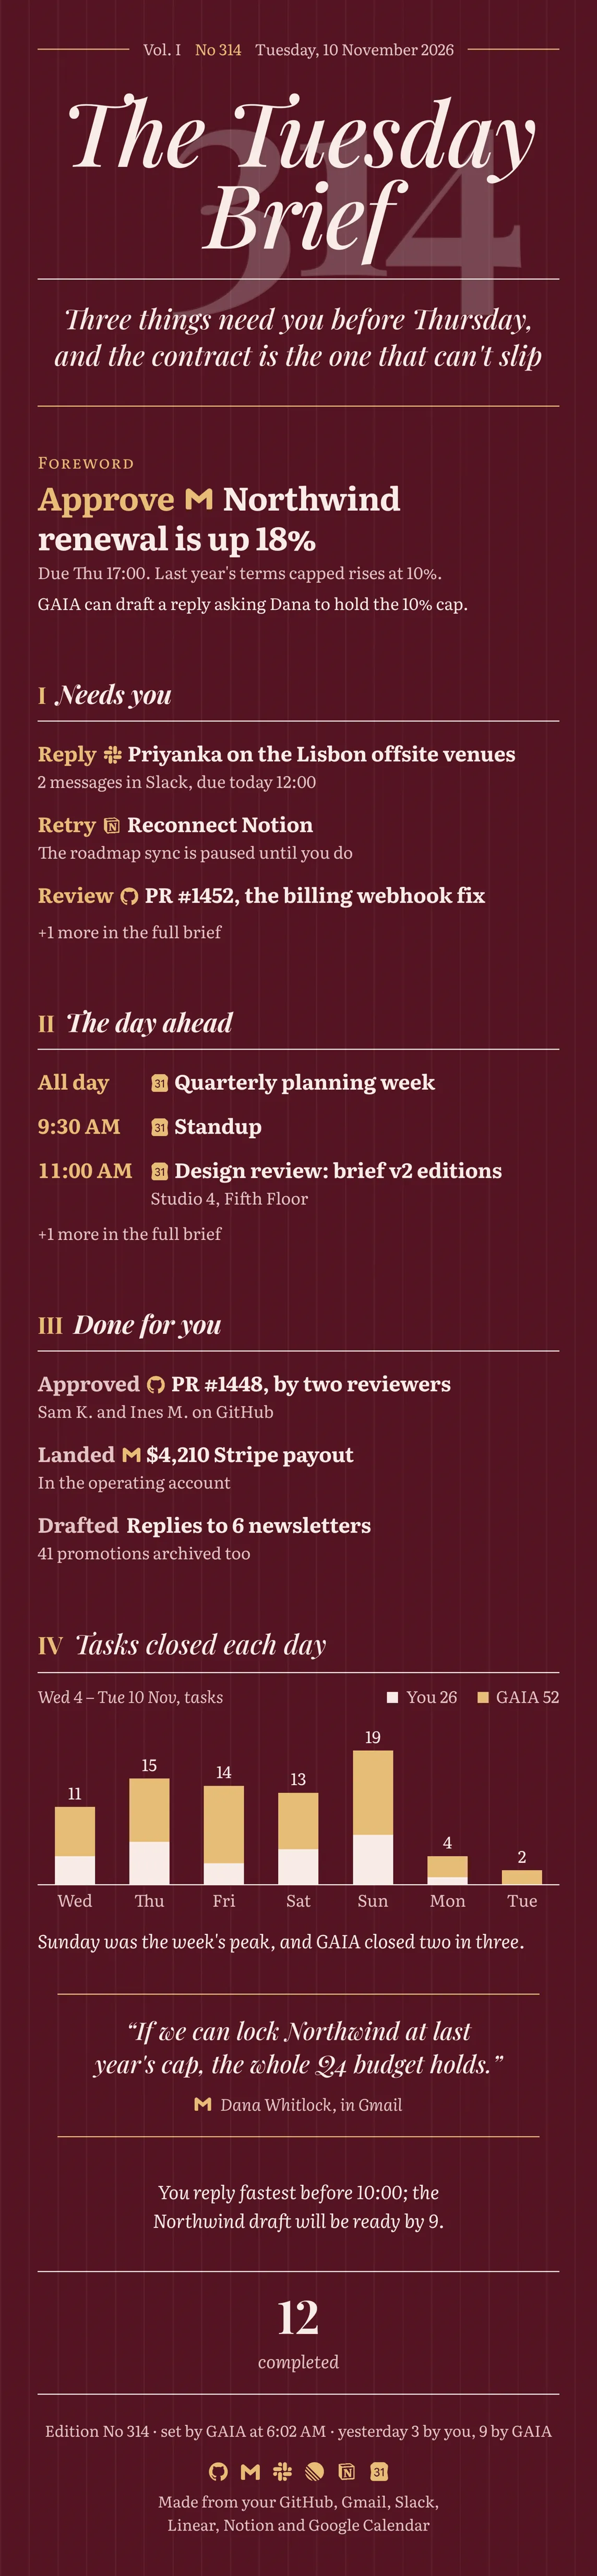 Vol. I No 314 Tuesday, 10 November 2026
314
The Tuesday
Brief
Three things need you before Thursday,
and the contract is the one that can't slip
Foreword
Approve Northwind
renewal is up 18%
Due Thu 17:00. Last year's terms capped rises at 10%.
GAIA can draft a reply asking Dana to hold the 10% cap.
I Needs you
Reply Priyanka on the Lisbon offsite venues
2 messages in Slack, due today 12:00
Retry Reconnect Notion
The roadmap sync is paused until you do
Review PR #1452, the billing webhook fix
+1 more in the full brief
II The day ahead
All day 31 Quarterly planning week
9:30 AM 31 Standup
11:00 AM 31 Design review: brief v2 editions
Studio 4, Fifth Floor
+1 more in the full brief
III Done for you
Approved PR #1448, by two reviewers
Sam K. and Ines M. on GitHub
Landed $4,210 Stripe payout
In the operating account
Drafted Replies to 6 newsletters
41 promotions archived too
IV Tasks closed each day
Wed 4 – Tue 10 Nov, tasks You 26 GAIA 52
11 15 14 13 19 4 2
Wed Thu Fri Sat Sun Mon Tue
Sunday was the week's peak, and GAIA closed two in three.
“If we can lock Northwind at last
year's cap, the whole Q4 budget holds.”
Dana Whitlock, in Gmail
You reply fastest before 10:00; the
Northwind draft will be ready by 9.
12
completed
Edition No 314 · set by GAIA at 6:02 AM · yesterday 3 by you, 9 by GAIA
31
Made from your GitHub, Gmail, Slack,
Linear, Notion and Google Calendar